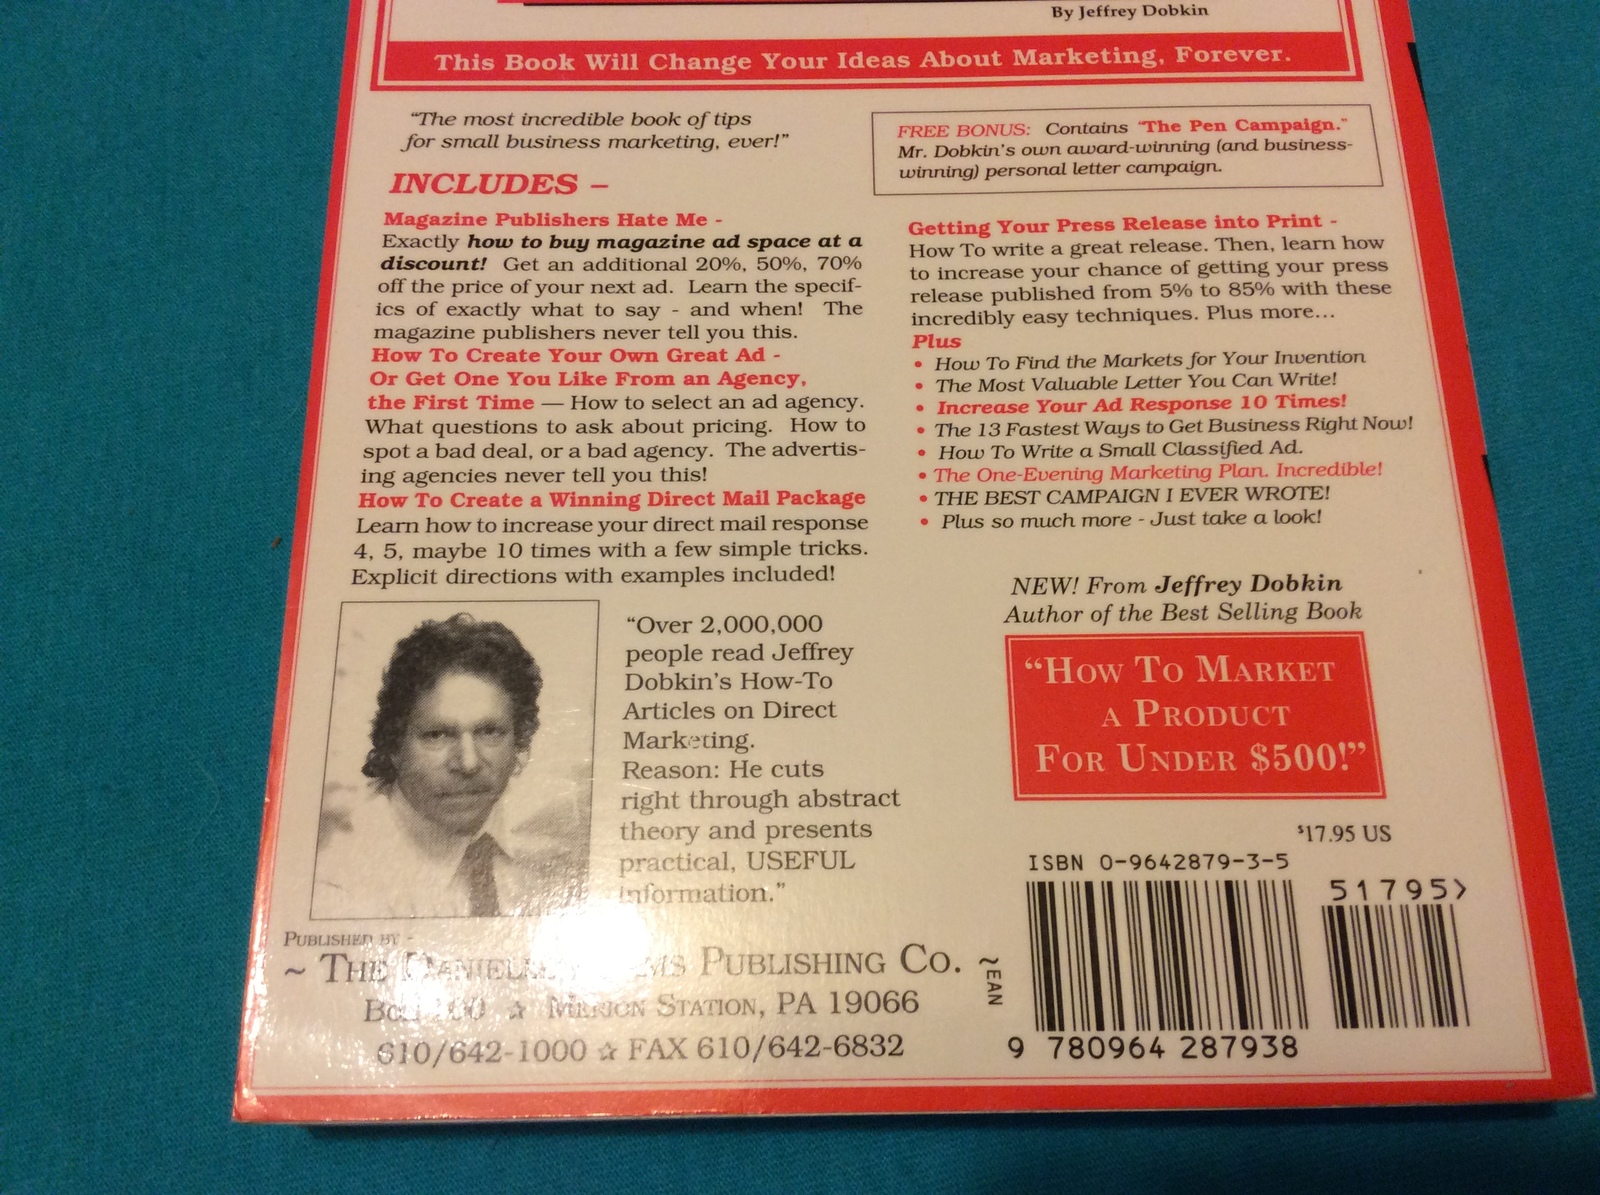 By Jeffrey Dobkin
This Book Will Change Your Ideas About Marketing, Forever.
"The most incredible book of tips
for small business marketing, ever!"
INCLUDES –
Magazine Publishers Hate Me -
Exactly how to buy magazine ad space at a
discount! Get an additional 20%, 50%, 70%
off the price of your next ad. Learn the specif-
ics of exactly what to say - and when! The
magazine publishers never tell you this.
How To Create Your Own Great Ad -
Or Get One You Like From an Agency,
the First Time — How to select an ad agency.
What questions to ask about pricing. How to
spot a bad deal, or a bad agency. The advertis-
ing agencies never tell you this!
How To Create a Winning Direct Mail Package
Learn how to increase your direct mail response
4, 5, maybe 10 times with a few simple tricks.
Explicit directions with examples included!
FREE BONUS: Contains "The Pen Campaign."
Mr. Dobkin's own award-winning (and business-
winning) personal letter campaign.
Getting Your Press Release into Print -
How To write a great release. Then, learn how
to increase your chance of getting your press
release published from 5% to 85% with these
incredibly easy techniques. Plus more...
Plus
• How To Find the Markets for Your Invention
• The Most Valuable Letter You Can Write!
• Increase Your Ad Response 10 Times!
• The 13 Fastest Ways to Get Business Right Now!
• How To Write a Small Classified Ad.
• The One-Evening Marketing Plan. Incredible!
• THE BEST CAMPAIGN I EVER WROTE!
• Plus so much more - Just take a look!
"Over 2,000,000
people read Jeffrey
Dobkin's How-To
Articles on Direct
Marketing.
Reason: He cuts
right through abstract
theory and presents
practical, USEFUL
information."
NEW! From Jeffrey Dobkin
Author of the Best Selling Book
"HOW TO MARKET
A PRODUCT
FOR UNDER $500!"
$17.95 US
ISBN 0-9642879-3-5
51795>
~EAN
9 780964 287938
PUBLISHED BY -
~ THE PUBLISHING CO.
☆ MERION STATION, PA 19066
610/642-1000 ☆ FAX 610/642-6832